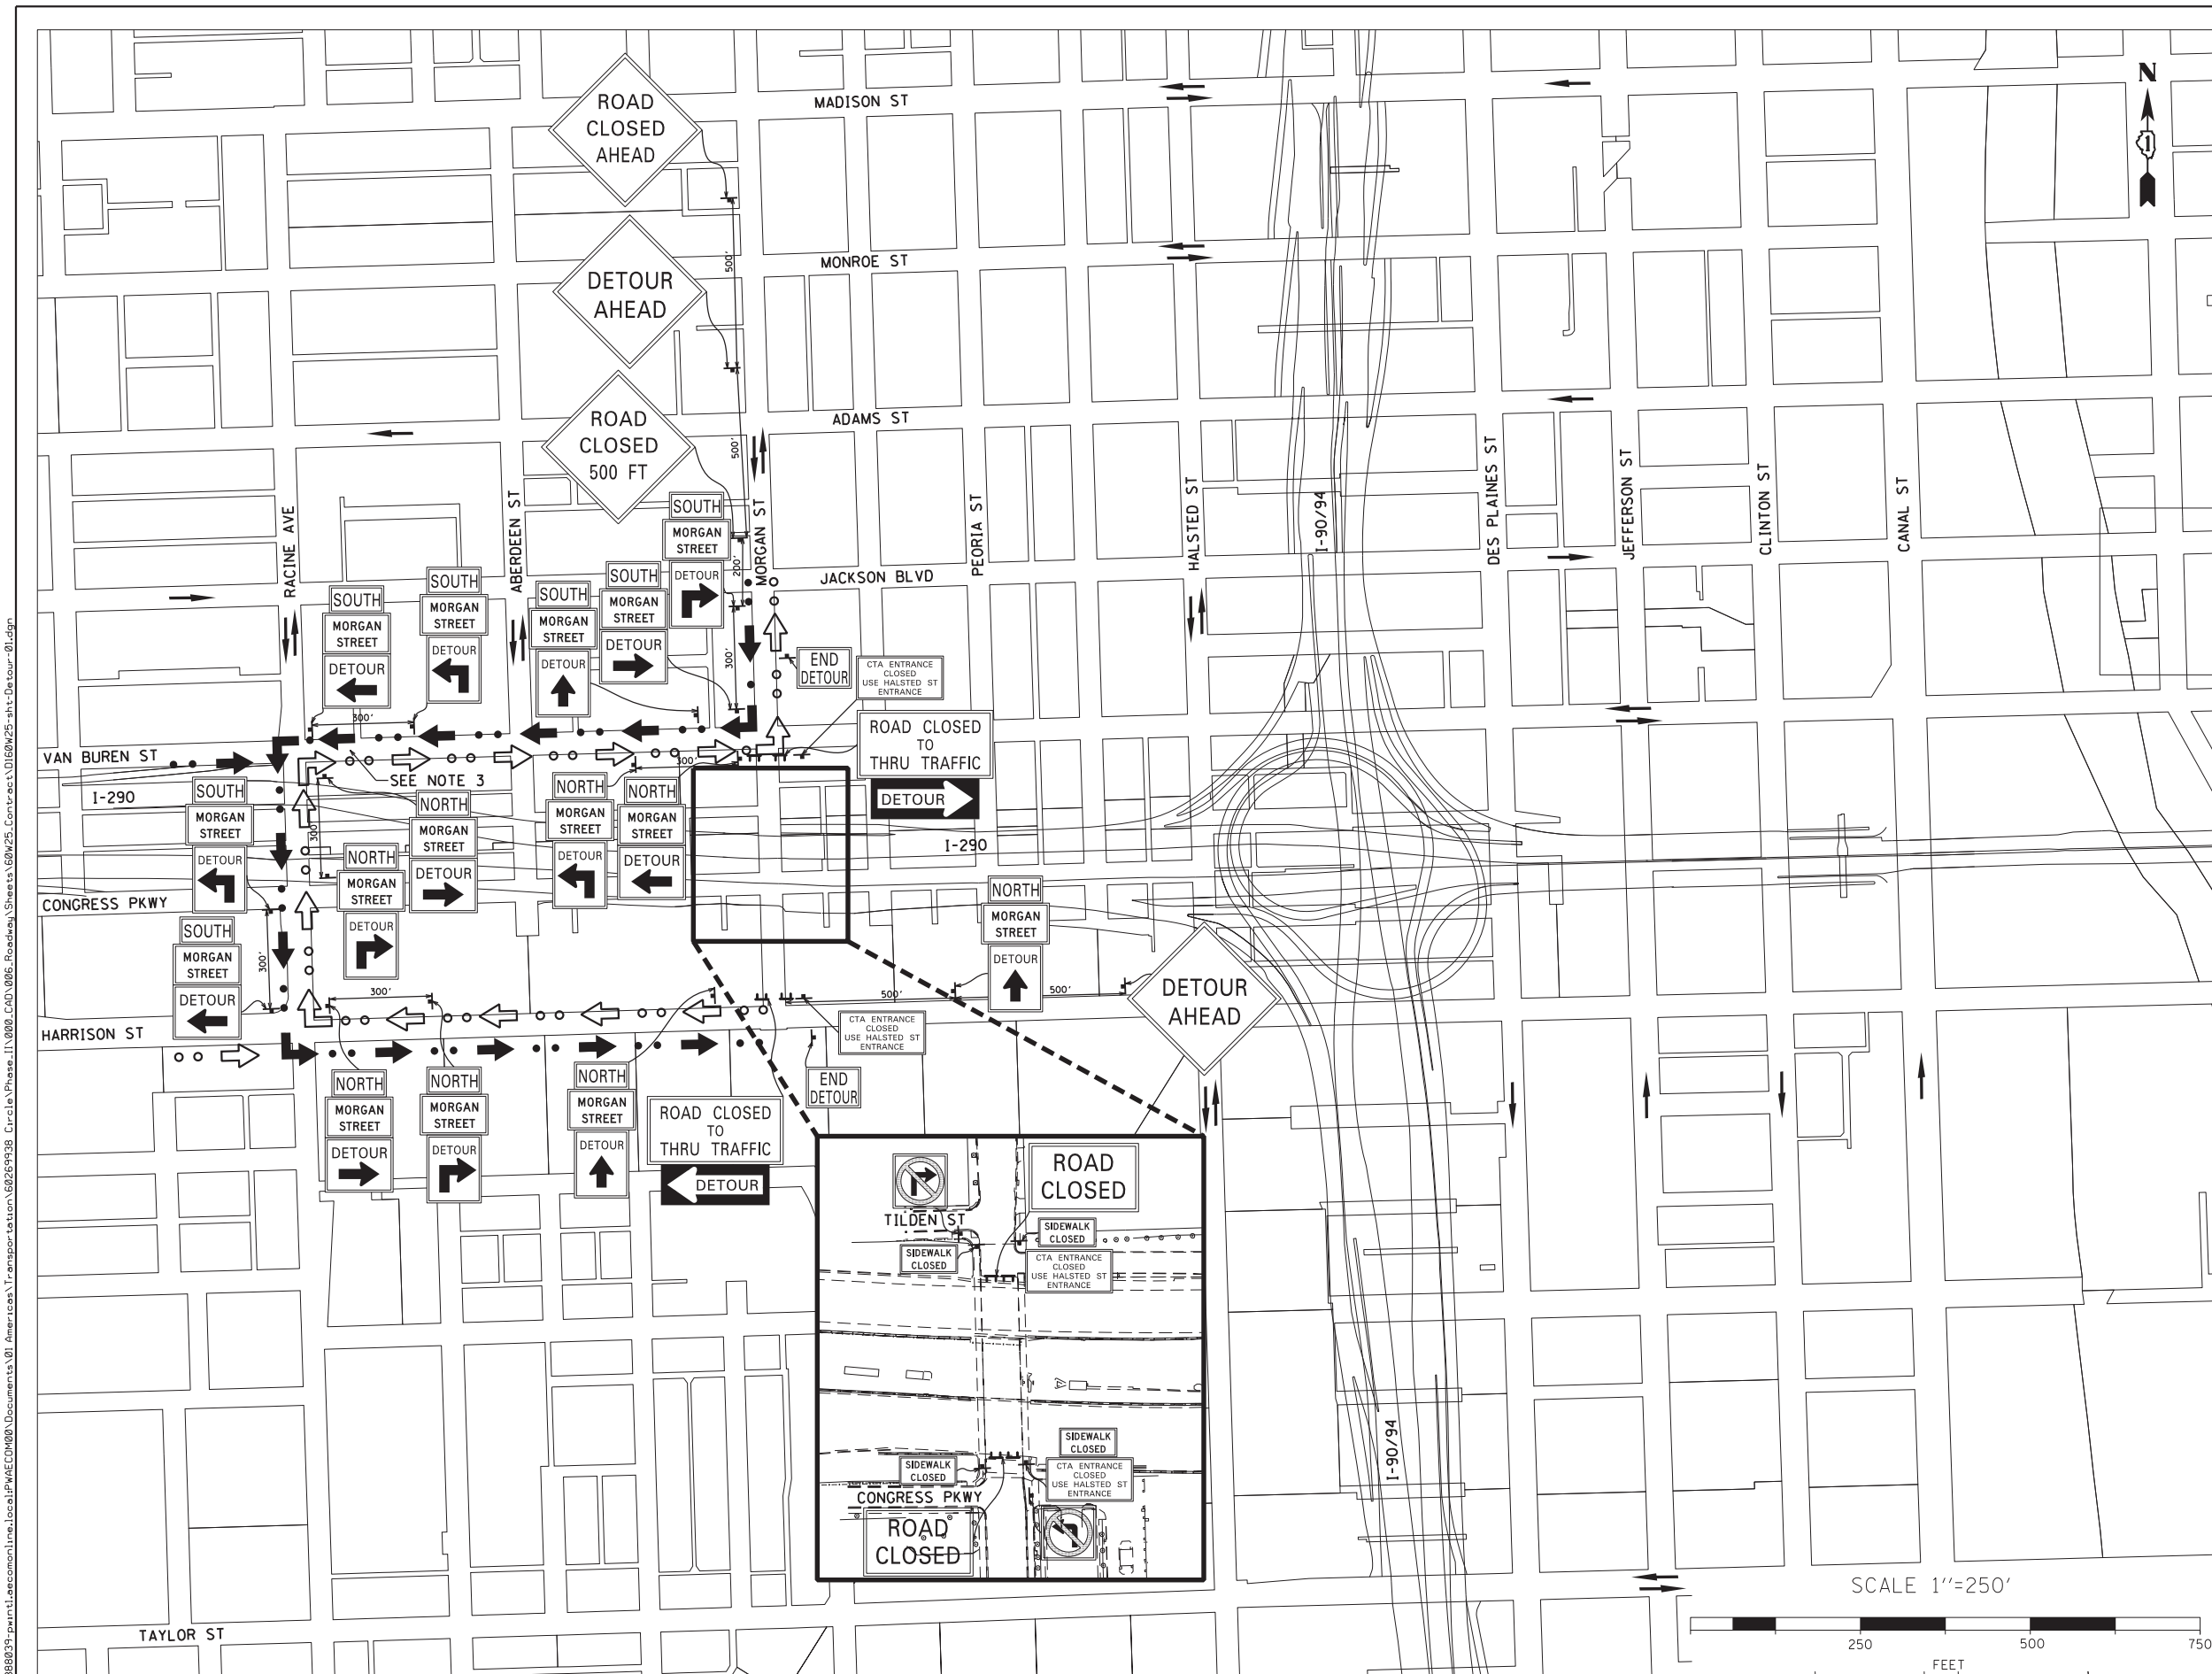 MADISON ST
N
1
ROAD
CLOSED
AHEAD
MONROE ST
500'
DETOUR
AHEAD
ADAMS ST
500'
ROAD
CLOSED
500 FT
RACINE AVE
ABERDEEN ST
MORGAN ST
PEORIA ST
HALSTED ST
I-90/94
DES PLAINES ST
JEFFERSON ST
CLINTON ST
CANAL ST
JACKSON BLVD
200'
300'
SOUTH
MORGAN
STREET
DETOUR
SOUTH
MORGAN
STREET
DETOUR
SOUTH
MORGAN
STREET
DETOUR
SOUTH
MORGAN
STREET
DETOUR
SOUTH
MORGAN
STREET
DETOUR
END
DETOUR
CTA ENTRANCE
CLOSED
USE HALSTED ST
ENTRANCE
ROAD CLOSED
TO
THRU TRAFFIC
DETOUR
300'
VAN BUREN ST
SEE NOTE 3
300'
I-290
I-290
SOUTH
MORGAN
STREET
DETOUR
300'
NORTH
MORGAN
STREET
DETOUR
NORTH
MORGAN
STREET
DETOUR
NORTH
MORGAN
STREET
DETOUR
NORTH
MORGAN
STREET
DETOUR
CONGRESS PKWY
SOUTH
MORGAN
STREET
DETOUR
300'
NORTH
MORGAN
STREET
DETOUR
DETOUR
AHEAD
300'
500'
500'
HARRISON ST
CTA ENTRANCE
CLOSED
USE HALSTED ST
ENTRANCE
END
DETOUR
NORTH
MORGAN
STREET
DETOUR
NORTH
MORGAN
STREET
DETOUR
NORTH
MORGAN
STREET
DETOUR
ROAD CLOSED
TO
THRU TRAFFIC
DETOUR
ROAD
CLOSED
TILDEN ST
SIDEWALK
CLOSED
SIDEWALK
CLOSED
CTA ENTRANCE
CLOSED
USE HALSTED ST
ENTRANCE
SIDEWALK
CLOSED
SIDEWALK
CLOSED
CTA ENTRANCE
CLOSED
USE HALSTED ST
ENTRANCE
CONGRESS PKWY
ROAD
CLOSED
I-90/94
TAYLOR ST
SCALE 1''=250'
250
500
750
FEET